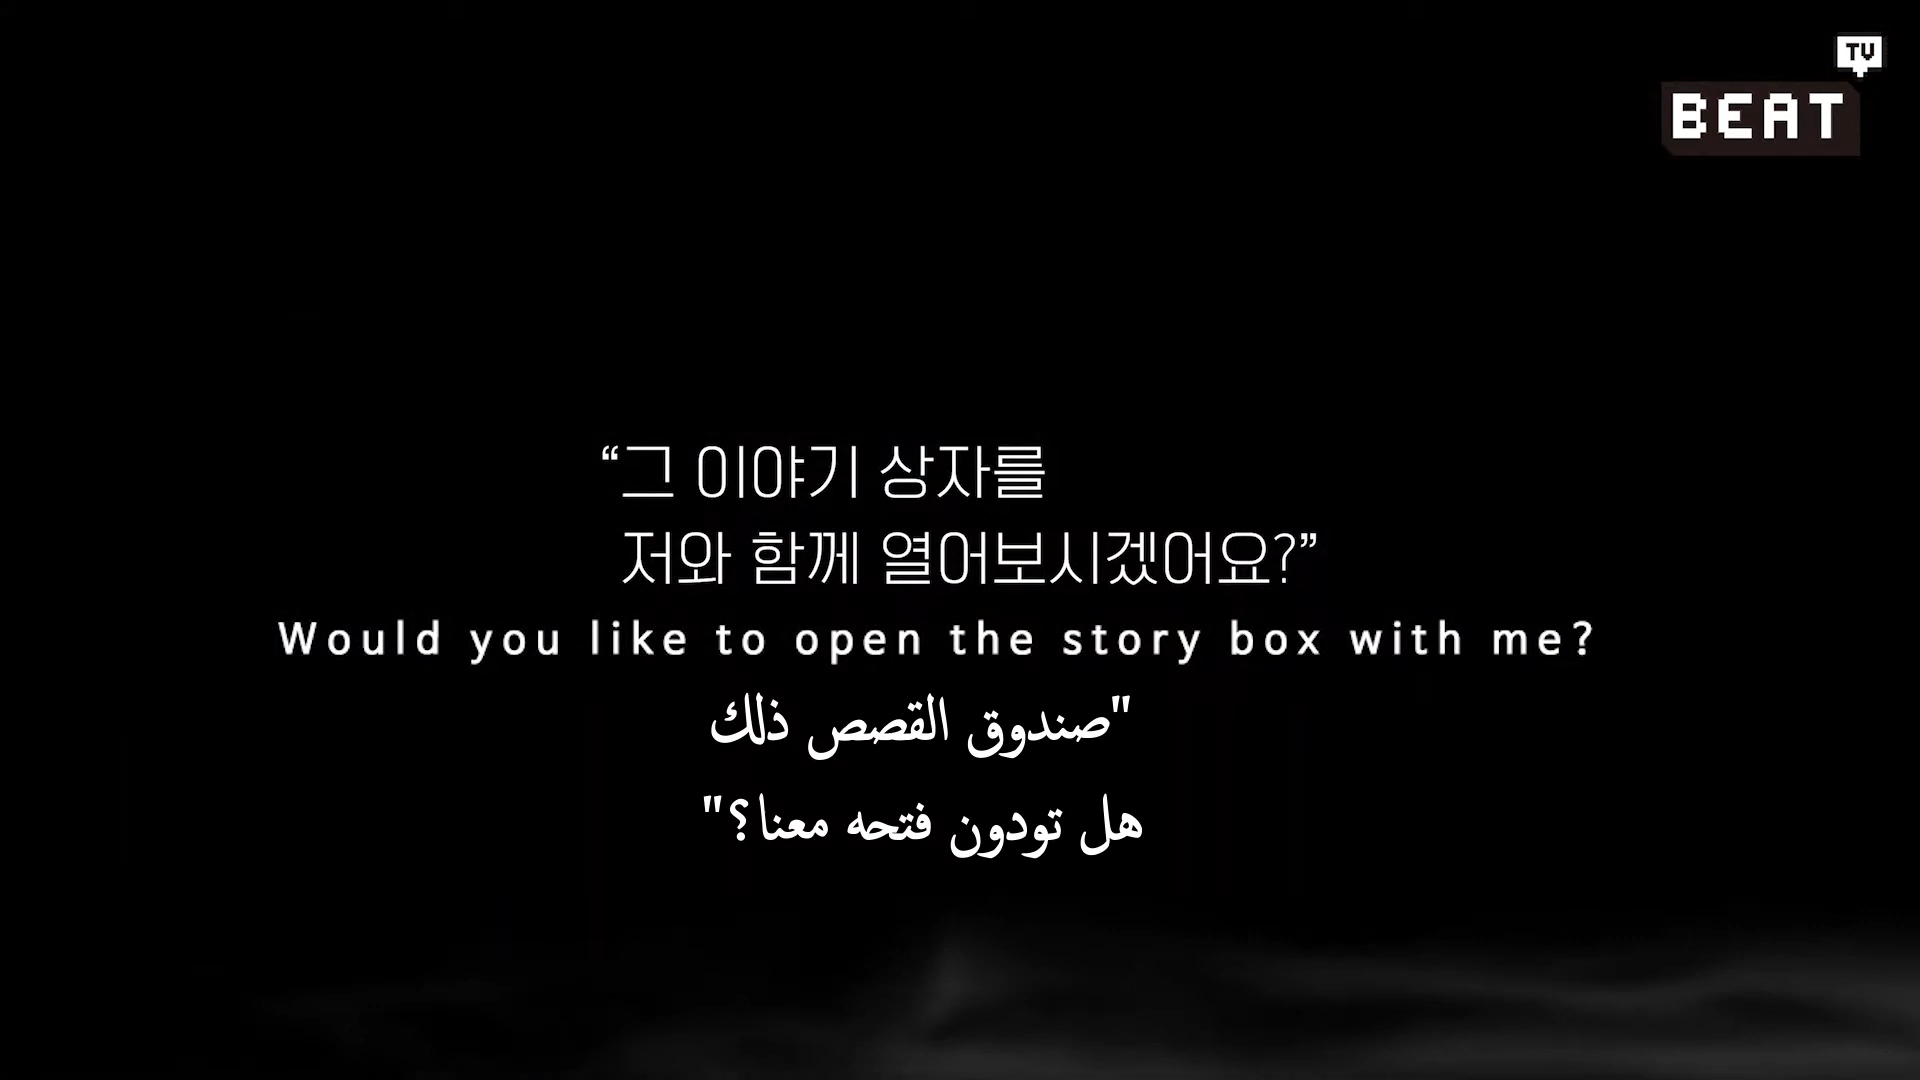 TV
BEAT
“그 이야기 상자를
저와 함께 열어보시겠어요?”
Would you like to open the story box with me?
"صندوق القصص ذلك
هل تودون فتحه معنا؟"